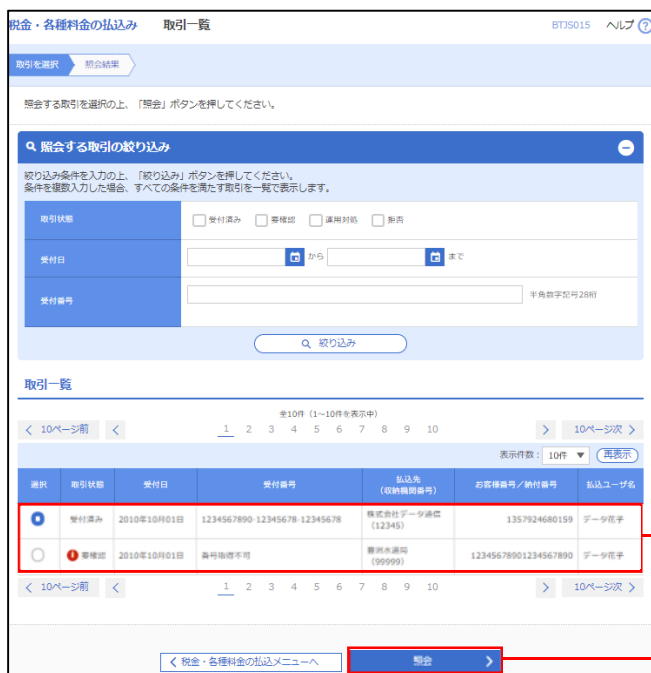 税金・各種料金の払込み 取引一覧 BTJS015 ヘルプ ?
取引を選択 照会結果
照会する取引を選択の上、「照会」ボタンを押してください。
照会する取引の絞り込み
絞り込み条件を入力の上、「絞り込み」ボタンを押してください。
条件を複数入力した場合、すべての条件を満たす取引を一覧で表示します。
取引状態 受付済み 要確認 運用対処 拒否
受付日 から まで
受付番号 半角数字記号28桁
絞り込み
取引一覧
全10件（1～10件を表示中）
< 10ページ前 < 1 2 3 4 5 6 7 8 9 10 > 10ページ次 >
表示件数： 10件 ▼ 再表示
選択 取引状態 受付日 受付番号 払込先 お客様番号／納付番号 払込ユーザ名
（収納機関番号）
受付済み 2010年10月01日 1234567890-12345678-12345678 株式会社データ通信 1357924680159 データ花子
（12345）
! 要確認 2010年10月01日 番号取得不可 豊洲水道局 12345678901234567890 データ花子
（99999）
< 10ページ前 < 1 2 3 4 5 6 7 8 9 10 > 10ページ次 >
< 税金・各種料金の払込メニューへ 照会 >